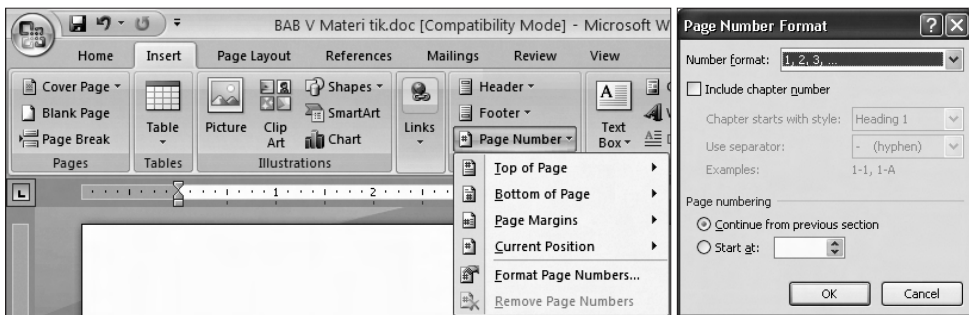 BAB V Materi tik.doc [Compatibility Mode] - Microsoft W
Home Insert Page Layout References Mailings Review View
Cover Page
Blank Page
Page Break
Pages
Table
Tables
Picture
Clip Art
Shapes
SmartArt
Chart
Illustrations
Links
Header
Footer
Page Number
Text Box
Top of Page
Bottom of Page
Page Margins
Current Position
Format Page Numbers...
Remove Page Numbers
1 2
Page Number Format
Number format: 1, 2, 3, ...
Include chapter number
Chapter starts with style: Heading 1
Use separator: - (hyphen)
Examples: 1-1, 1-A
Page numbering
Continue from previous section
Start at:
OK Cancel